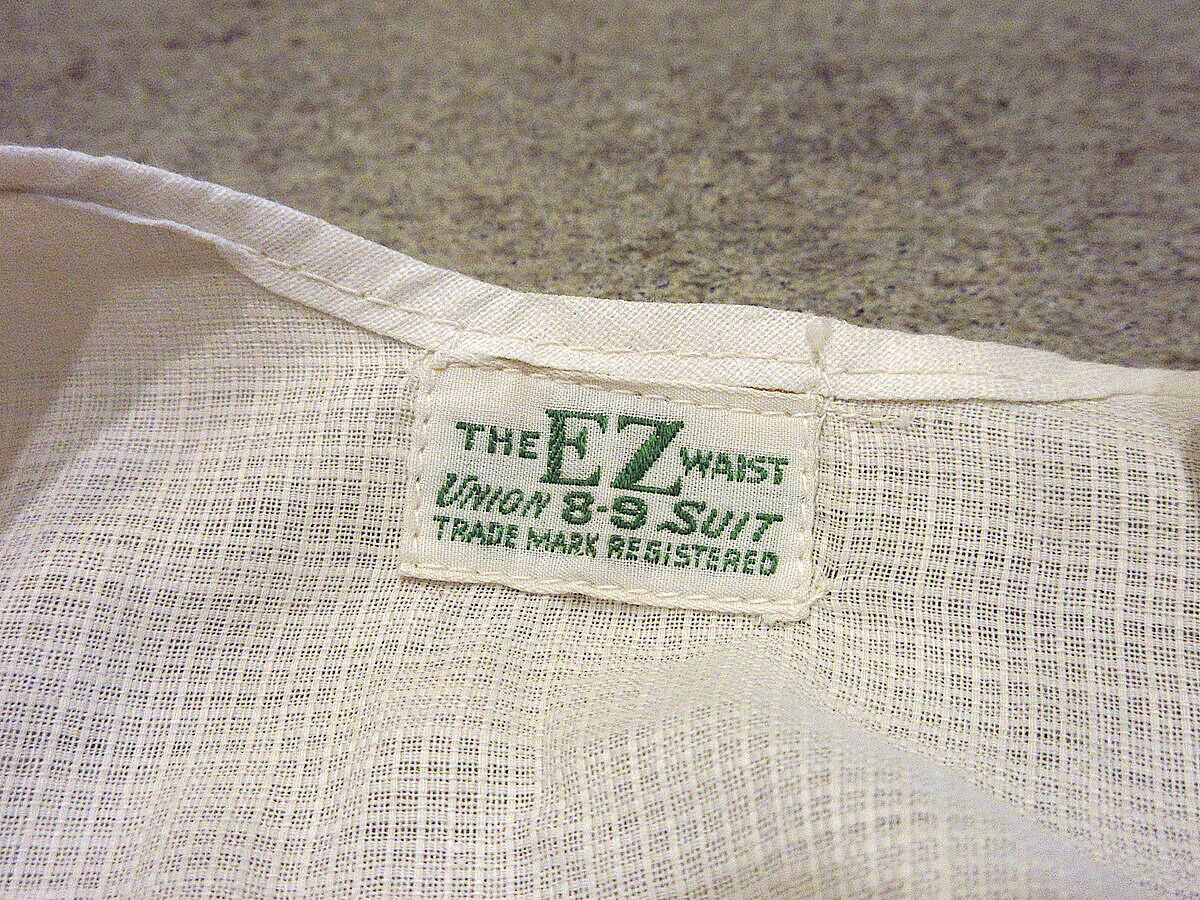 THE EZ WAIST
UNION 8-9 SUIT
TRADE MARK REGISTERED